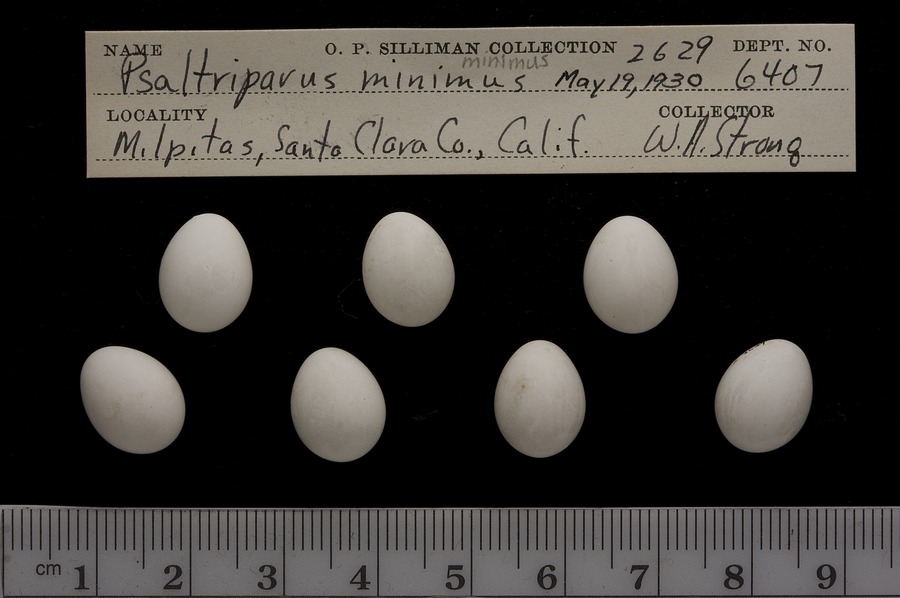 NAME O. P. SILLIMAN COLLECTION 2629 DEPT. NO.
minimus
Psaltriparus minimus May 19, 1930 6407
LOCALITY COLLECTOR
Milpitas, Santa Clara Co., Calif. W.A. Strong
cm 1 2 3 4 5 6 7 8 9